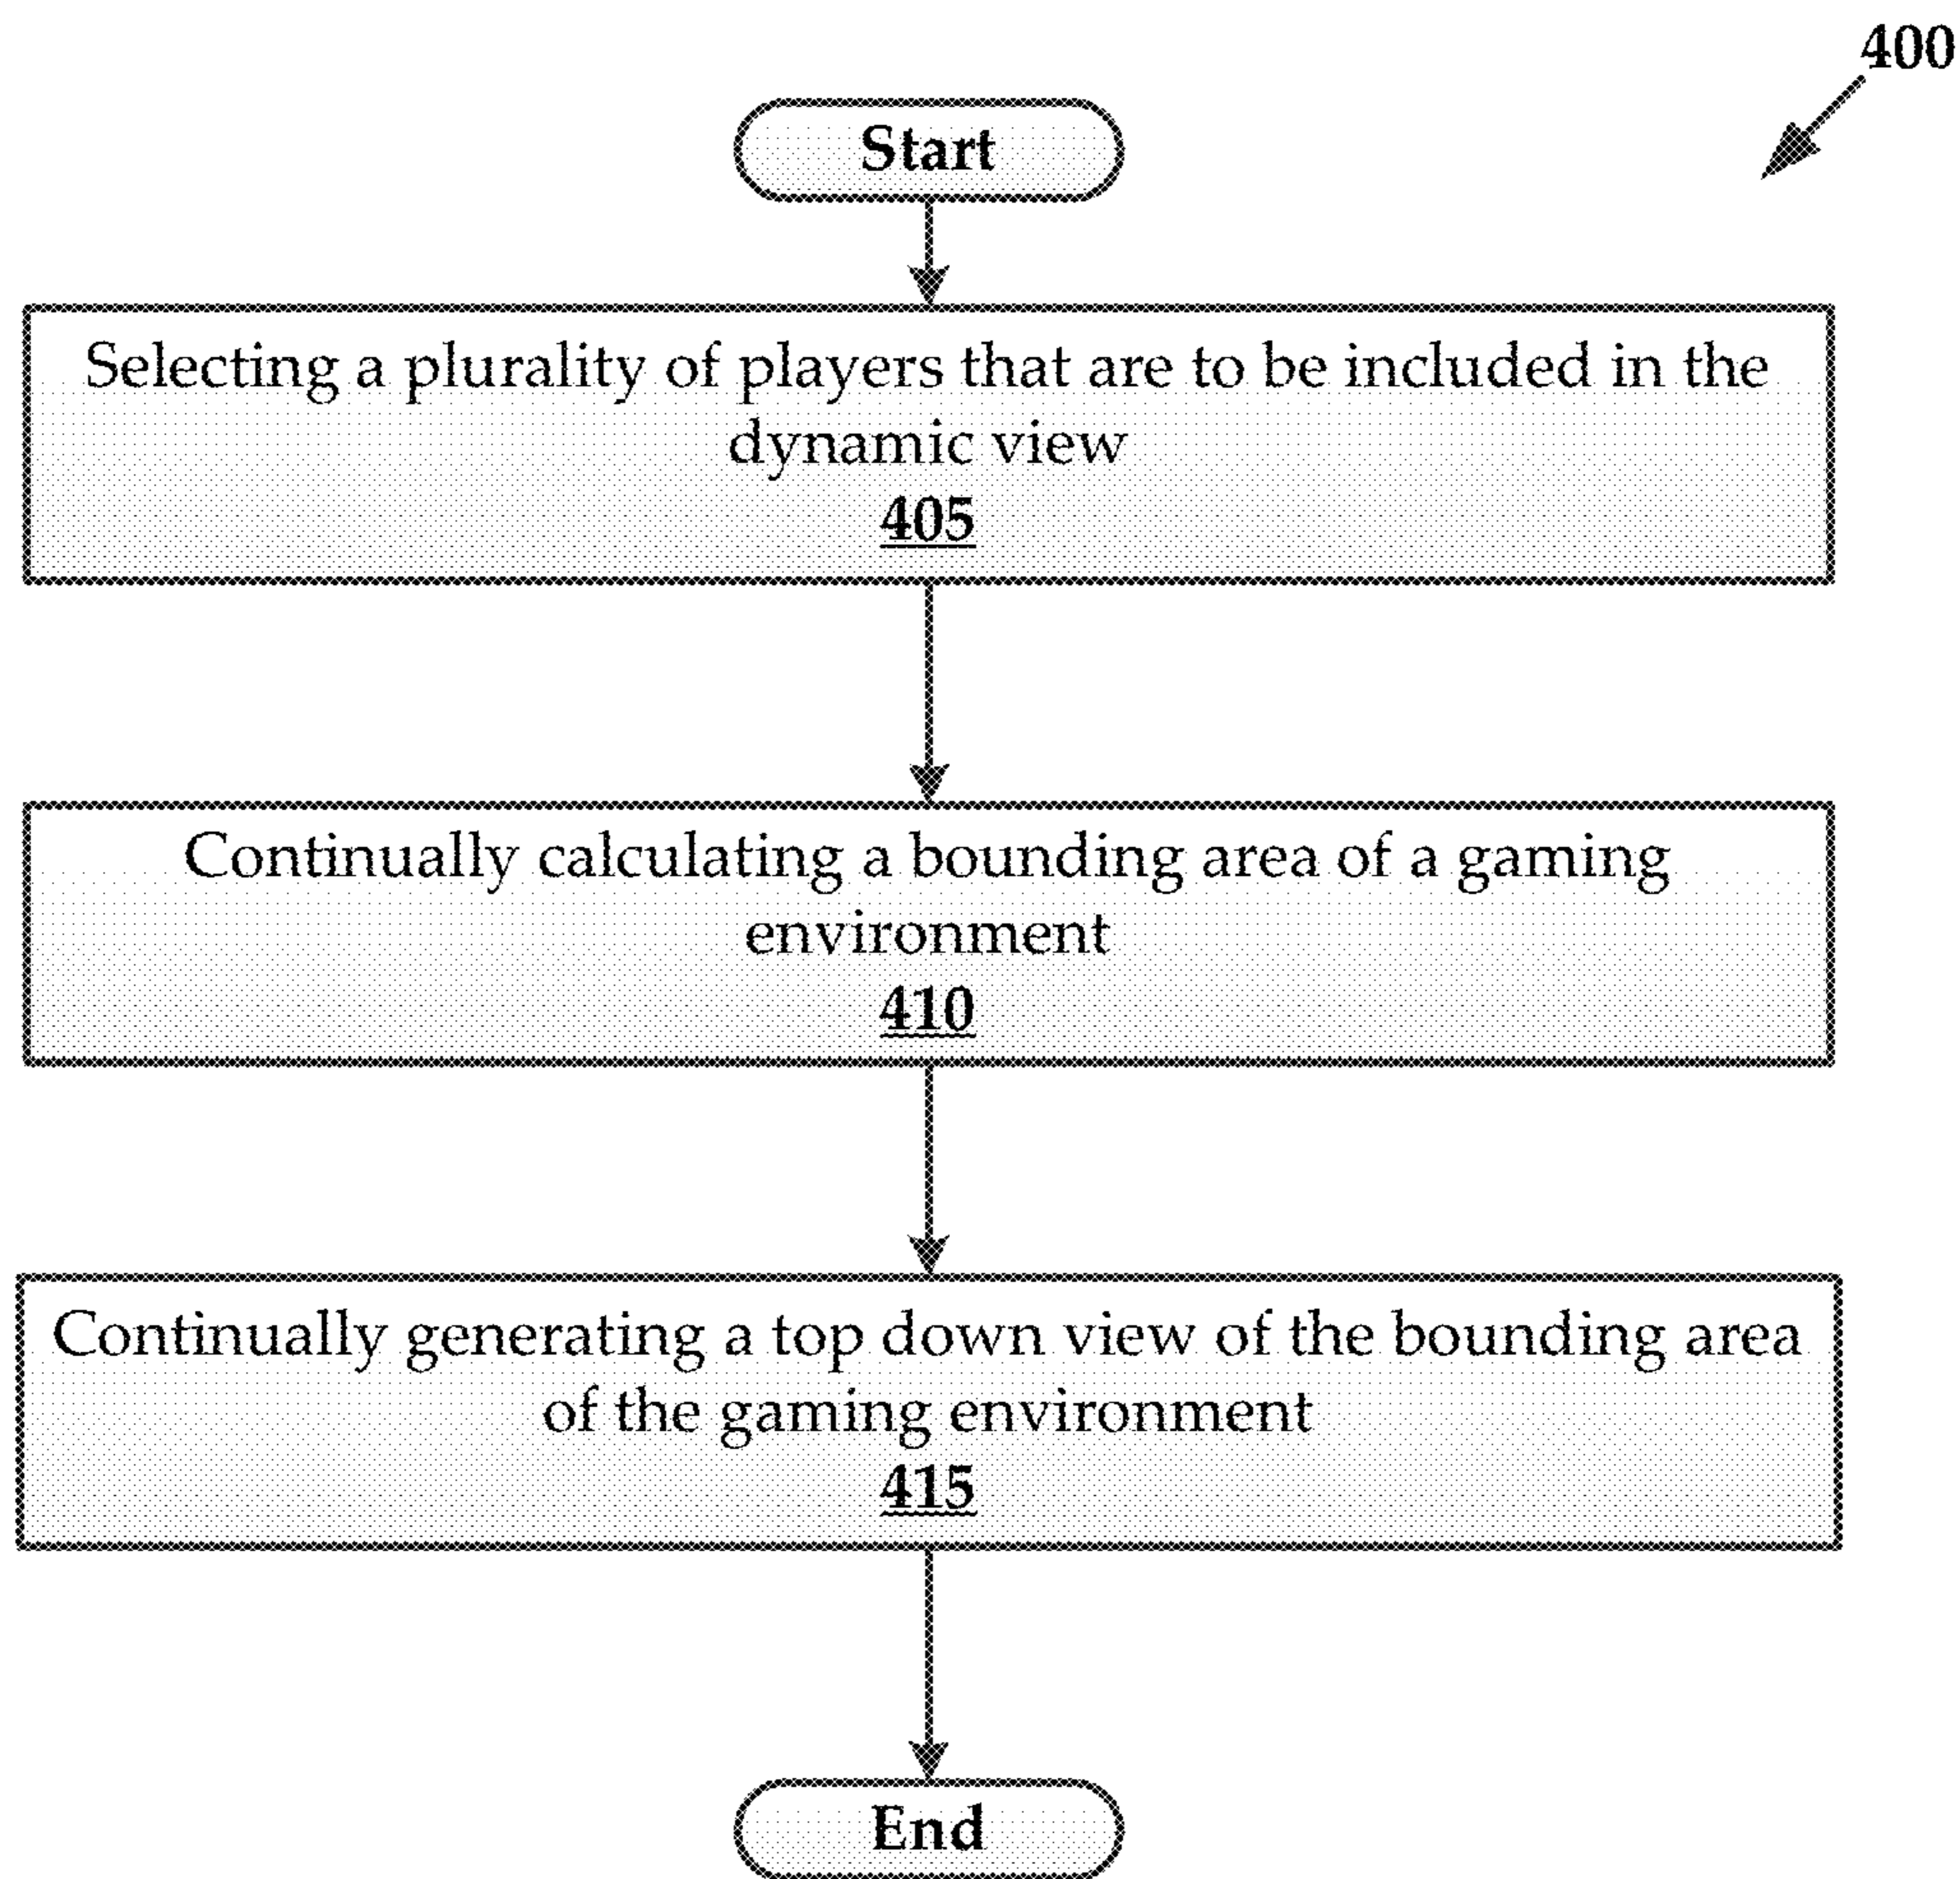 400
Start
Selecting a plurality of players that are to be included in the
dynamic view
405
Continually calculating a bounding area of a gaming
environment
410
Continually generating a top down view of the bounding area
of the gaming environment
415
End